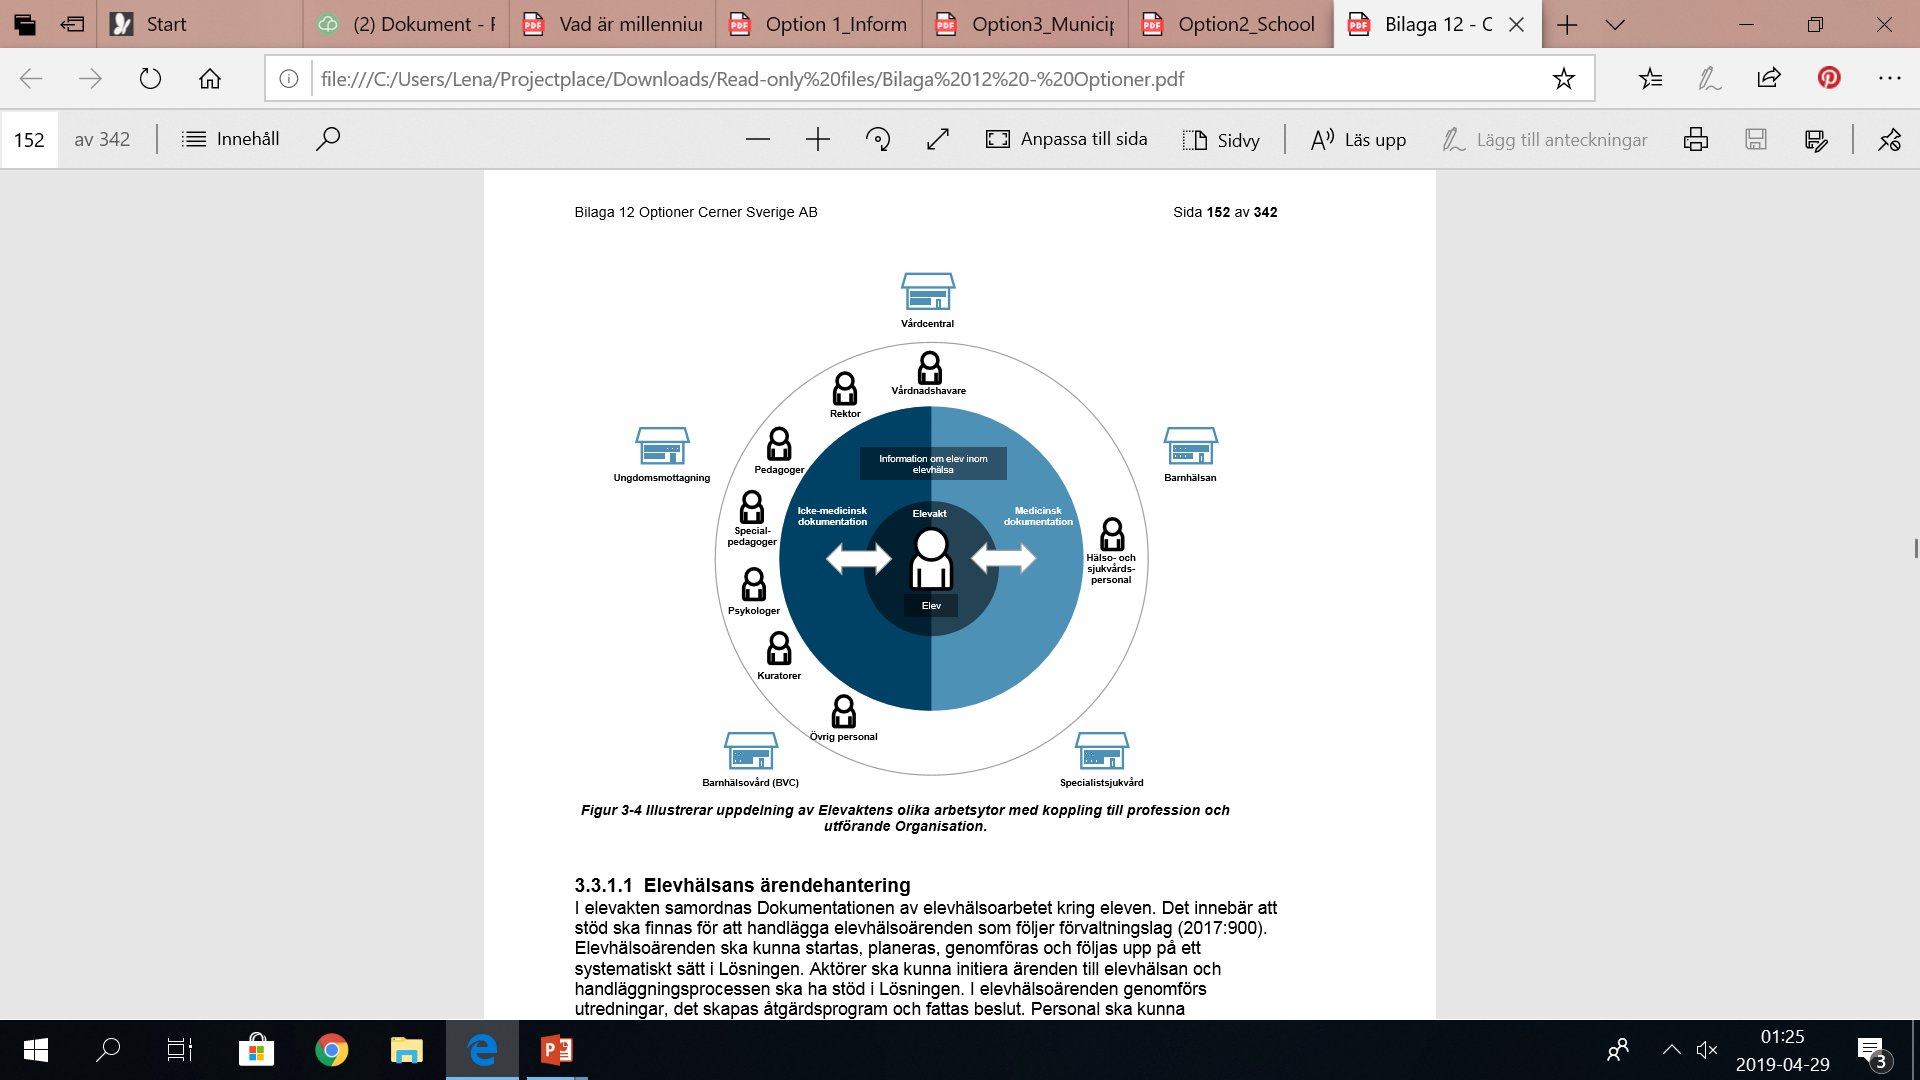 Start
(2) Dokument - F
Vad är millenniur
Option 1_Inform
Option3_Municip
Option2_School
Bilaga 12 - C
file:///C:/Users/Lena/Projectplace/Downloads/Read-only%20files/Bilaga%2012%20-%20Optioner.pdf
152 av 342
Innehåll
Anpassa till sida
Sidvy
Läs upp
Lägg till anteckningar
Bilaga 12 Optioner Cerner Sverige AB
Sida 152 av 342
Vårdcentral
Vårdnadshavare
Rektor
Pedagoger
Ungdomsmottagning
Barnhälsan
Information om elev inom
elevhälsa
Special-
pedagoger
Icke-medicinsk
dokumentation
Elevakt
Medicinsk
dokumentation
Hälso- och
sjukvårds-
personal
Elev
Psykologer
Kuratorer
Övrig personal
Barnhälsovård (BVC)
Specialistsjukvård
Figur 3-4 Illustrerar uppdelning av Elevaktens olika arbetsytor med koppling till profession och
utförande Organisation.
3.3.1.1 Elevhälsans ärendehantering
I elevakten samordnas Dokumentationen av elevhälsoarbetet kring eleven. Det innebär att
stöd ska finnas för att handlägga elevhälsoärenden som följer förvaltningslag (2017:900).
Elevhälsoärenden ska kunna startas, planeras, genomföras och följas upp på ett
systematiskt sätt i Lösningen. Aktörer ska kunna initiera ärenden till elevhälsan och
handläggningsprocessen ska ha stöd i Lösningen. I elevhälsoärenden genomförs
utredningar, det skapas åtgärdsprogram och fattas beslut. Personal ska kunna
01:25
2019-04-29
3